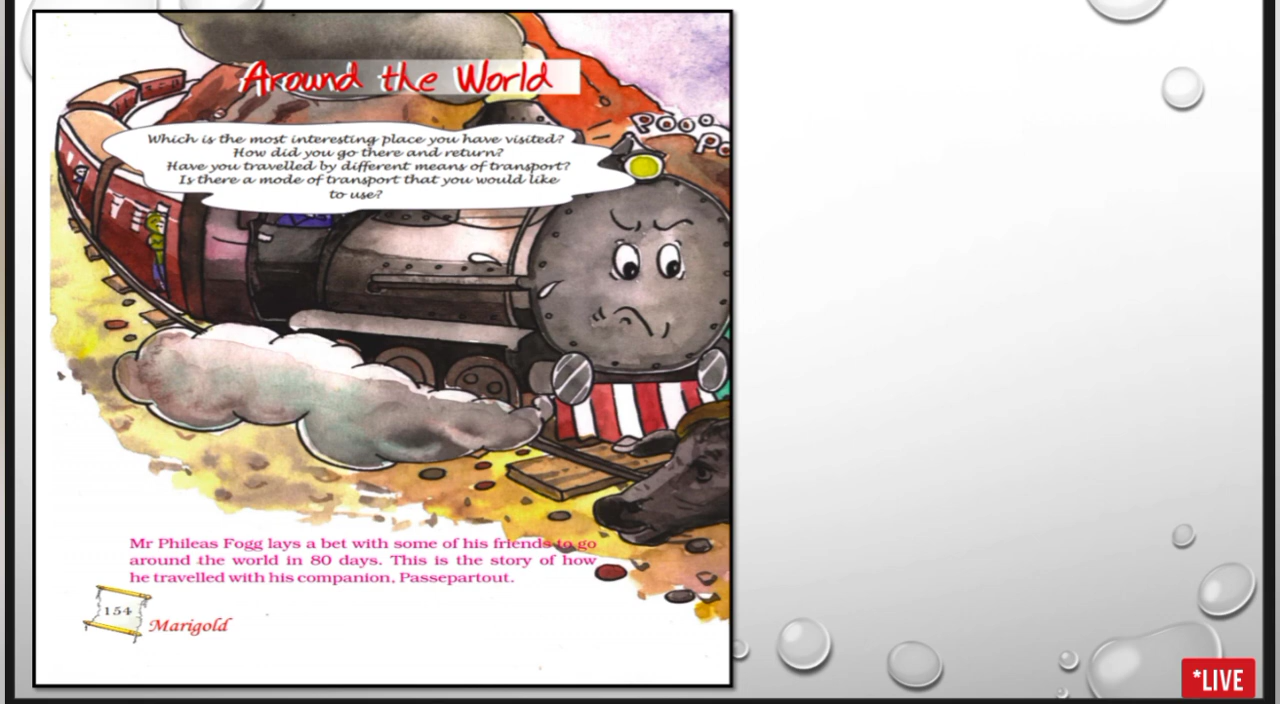 Around the World
POOO
Po
Which is the most interesting place you have visited?
How did you go there and return?
Have you travelled by different means of transport?
Is there a mode of transport that you would like
to use?
Mr Phileas Fogg lays a bet with some of his friends to go
around the world in 80 days. This is the story of how
he travelled with his companion, Passepartout.
154
Marigold
*LIVE